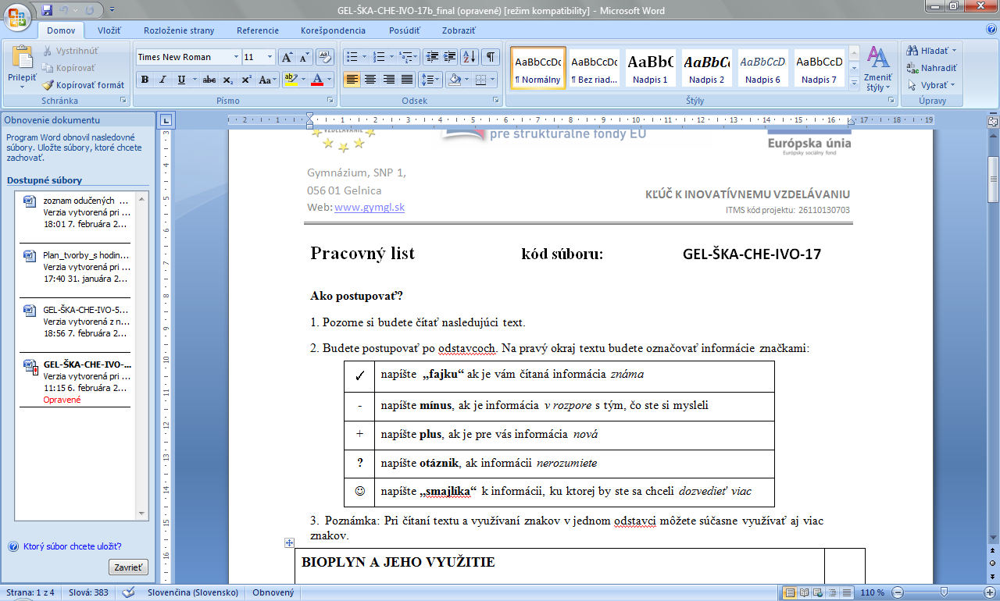 GEL-ŠKA-CHE-IVO-17b_final (opravené) [režim kompatibility] - Microsoft Word
Domov Vložiť Rozloženie strany Referencie Korešpondencia Posúdiť Zobraziť
Prilepiť
Vystrihnúť
Kopírovať
Kopírovať formát
Schránka
Times New Roman 11
Písmo
Odsek
AaBbCcDc AaBbCcDc AaBbC AaBbCc AaBbCcD AaBbCcD
¶ Normálny ¶ Bez riad... Nadpis 1 Nadpis 2 Nadpis 6 Nadpis 7
Zmeniť štýly
Štýly
Hľadať
Nahradiť
Vybrať
Úpravy
Obnovenie dokumentu
Program Word obnovil nasledovné
súbory. Uložte súbory, ktoré chcete
zachovať.
Dostupné súbory
zoznam odučených ...
Verzia vytvorená pri ...
18:01 7. februára 2...
Plan_tvorby_s hodin...
Verzia vytvorená pri ...
17:40 31. januára 2...
GEL-ŠKA-CHE-IVO-5...
Verzia vytvorená z n...
18:56 7. februára 2...
GEL-ŠKA-CHE-IVO-...
Verzia vytvorená pri ...
11:15 6. februára 2...
Opravené
Ktorý súbor chcete uložiť?
Zavrieť
VZDELÁVANIE
pre štrukturálne fondy EU
Európska únia
Európsky sociálny fond
Gymnázium, SNP 1,
056 01 Gelnica
Web: www.gymgl.sk
KĽÚČ K INOVATÍVNEMU VZDELÁVANIU
ITMS kód projektu: 26110130703
Pracovný list kód súboru: GEL-ŠKA-CHE-IVO-17
Ako postupovať?
1. Pozorne si budete čítať nasledujúci text.
2. Budete postupovať po odstavcoch. Na pravý okraj textu budete označovať informácie značkami:
✓ napíšte „fajku“ ak je vám čítaná informácia známa
- napíšte mínus, ak je informácia v rozpore s tým, čo ste si mysleli
+ napíšte plus, ak je pre vás informácia nová
? napíšte otáznik, ak informácii nerozumiete
☺ napíšte „smajlíka“ k informácii, ku ktorej by ste sa chceli dozvedieť viac
3. Poznámka: Pri čítaní textu a využívaní znakov v jednom odstavci môžete súčasne využívať aj viac
znakov.
BIOPLYN A JEHO VYUŽITIE
Strana: 1 z 4 Slová: 383 Slovenčina (Slovensko) Obnovený 110 %